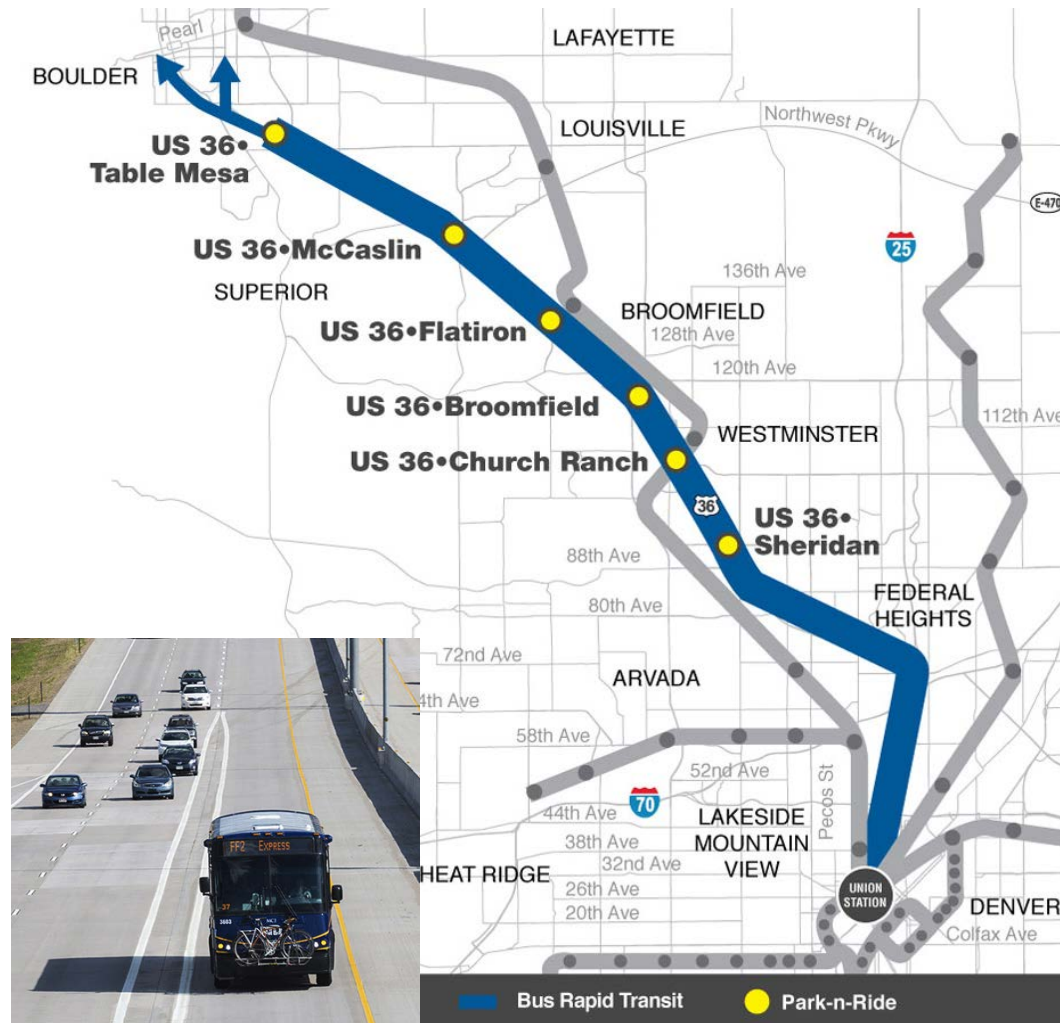 Pearl
LAFAYETTE
BOULDER
LOUISVILLE
Northwest Pkwy
US 36•
Table Mesa
E-470
US 36•McCaslin
25
136th Ave
SUPERIOR
BROOMFIELD
US 36•Flatiron
128th Ave
120th Ave
US 36•Broomfield
112th Ave
WESTMINSTER
US 36•Church Ranch
36
US 36•
Sheridan
88th Ave
FEDERAL
HEIGHTS
80th Ave
72nd Ave
ARVADA
4th Ave
58th Ave
52nd Ave
Pecos St
70
44th Ave
LAKESIDE
MOUNTAIN
VIEW
38th Ave
32nd Ave
HEAT RIDGE
26th Ave
20th Ave
UNION
STATION
DENVER
Colfax Ave
FF2 EXPRESS
37
3603
MCI
Bus Rapid Transit
Park-n-Ride